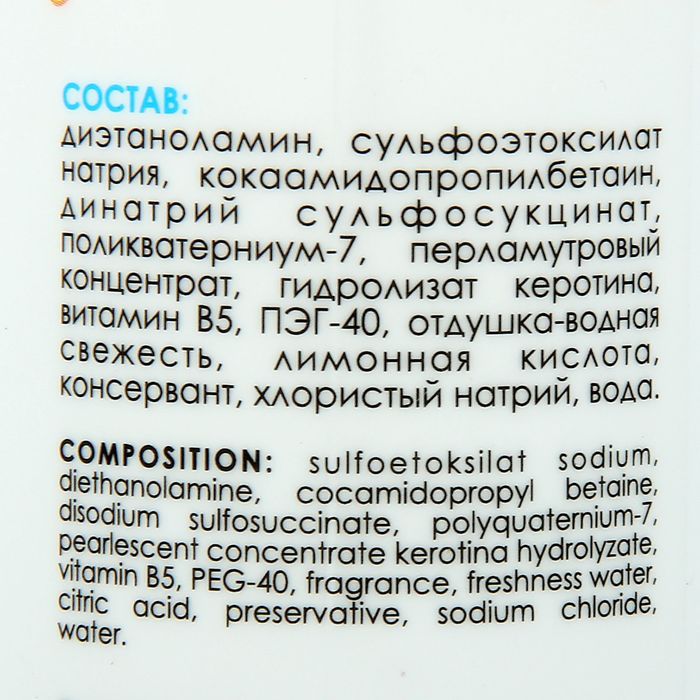 СОСТАВ:
диэтаноламин, сульфоэтоксилат
натрия, кокаамидопропилбетаин,
динатрий сульфосукцинат,
поликватерниум-7, перламутровый
концентрат, гидролизат керотина,
витамин В5, ПЭГ-40, отдушка-водная
свежесть, лимонная кислота,
консервант, хлористый натрий, вода.
COMPOSITION: sulfoetoksilat sodium,
diethanolamine, cocamidopropyl betaine,
disodium sulfosuccinate, polyquaternium-7,
pearlescent concentrate kerotina hydrolyzate,
vitamin B5, PEG-40, fragrance, freshness water,
citric acid, preservative, sodium chloride,
water.